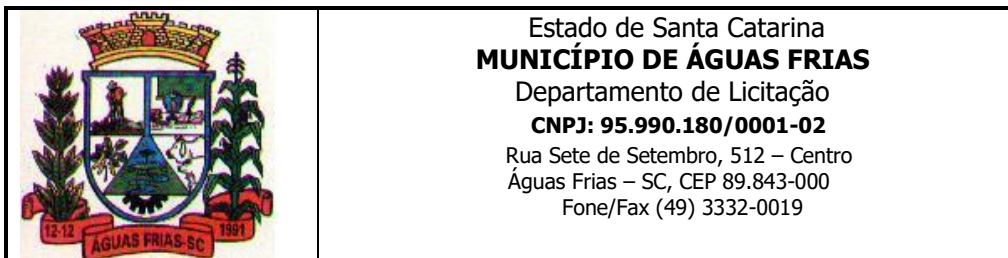 Estado de Santa Catarina
MUNICÍPIO DE ÁGUAS FRIAS
Departamento de Licitação
CNPJ: 95.990.180/0001-02
Rua Sete de Setembro, 512 – Centro
Águas Frias – SC, CEP 89.843-000
Fone/Fax (49) 3332-0019
12-12
ÁGUAS FRIAS-SC
1991